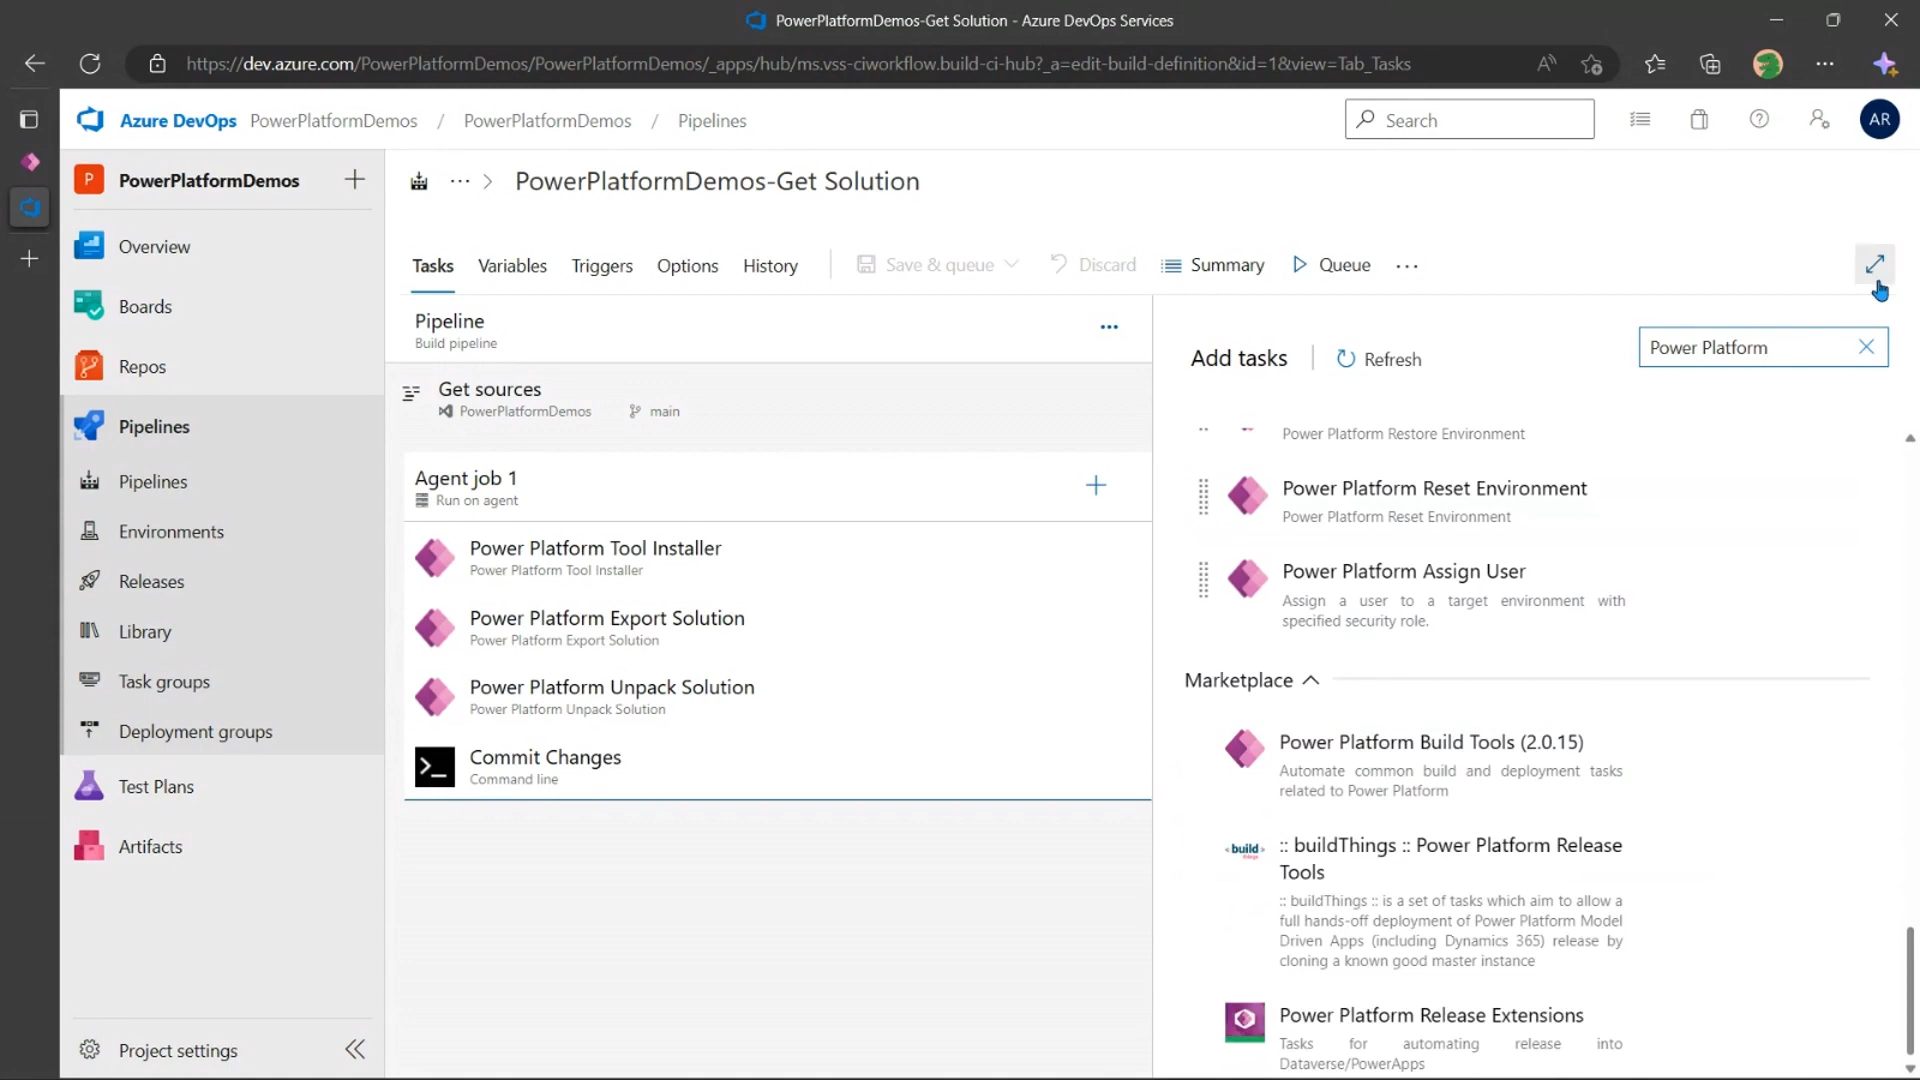 PowerPlatformDemos-Get Solution - Azure DevOps Services
https://dev.azure.com/PowerPlatformDemos/PowerPlatformDemos/_apps/hub/ms.vss-ciworkflow.build-ci-hub?_a=edit-build-definition&id=1&view=Tab_Tasks
Azure DevOps PowerPlatformDemos / PowerPlatformDemos / Pipelines
Search
AR
P PowerPlatformDemos
Overview
Boards
Repos
Pipelines
Pipelines
Environments
Releases
Library
Task groups
Deployment groups
Test Plans
Artifacts
Project settings
PowerPlatformDemos-Get Solution
Tasks Variables Triggers Options History Save & queue Discard Summary Queue
Pipeline
Build pipeline
Get sources
PowerPlatformDemos main
Agent job 1
Run on agent
Power Platform Tool Installer
Power Platform Tool Installer
Power Platform Export Solution
Power Platform Export Solution
Power Platform Unpack Solution
Power Platform Unpack Solution
Commit Changes
Command line
Add tasks Refresh
Power Platform
Power Platform Restore Environment
Power Platform Reset Environment
Power Platform Reset Environment
Power Platform Assign User
Assign a user to a target environment with
specified security role.
Marketplace
Power Platform Build Tools (2.0.15)
Automate common build and deployment tasks
related to Power Platform
<build>
things
:: buildThings :: Power Platform Release
Tools
:: buildThings :: is a set of tasks which aim to allow a
full hands-off deployment of Power Platform Model
Driven Apps (including Dynamics 365) release by
cloning a known good master instance
Power Platform Release Extensions
Tasks for automating release into
Dataverse/PowerApps